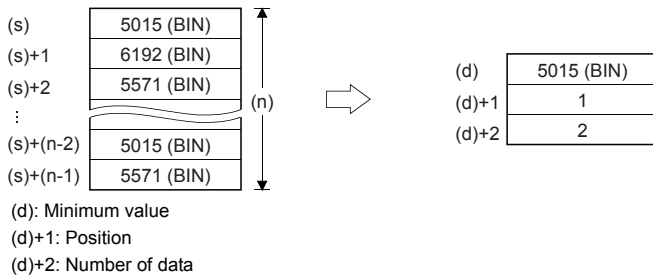 (s) 5015 (BIN)
(s)+1 6192 (BIN)
(s)+2 5571 (BIN)
⋮
(s)+(n-2) 5015 (BIN)
(s)+(n-1) 5571 (BIN)
(n)
(d) 5015 (BIN)
(d)+1 1
(d)+2 2
(d): Minimum value
(d)+1: Position
(d)+2: Number of data